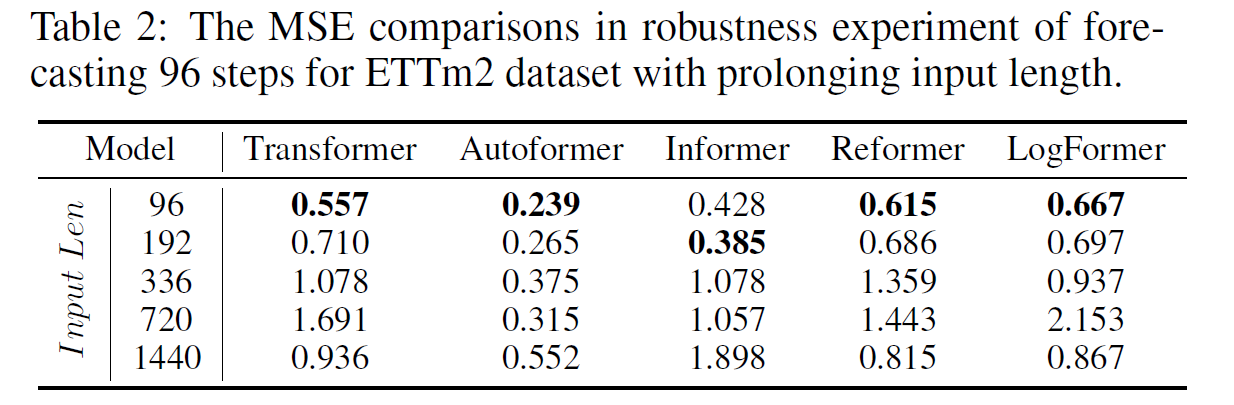 Table 2: The MSE comparisons in robustness experiment of fore-
casting 96 steps for ETTm2 dataset with prolonging input length.
Model Transformer Autoformer Informer Reformer LogFormer
Input Len
96 0.557 0.239 0.428 0.615 0.667
192 0.710 0.265 0.385 0.686 0.697
336 1.078 0.375 1.078 1.359 0.937
720 1.691 0.315 1.057 1.443 2.153
1440 0.936 0.552 1.898 0.815 0.867